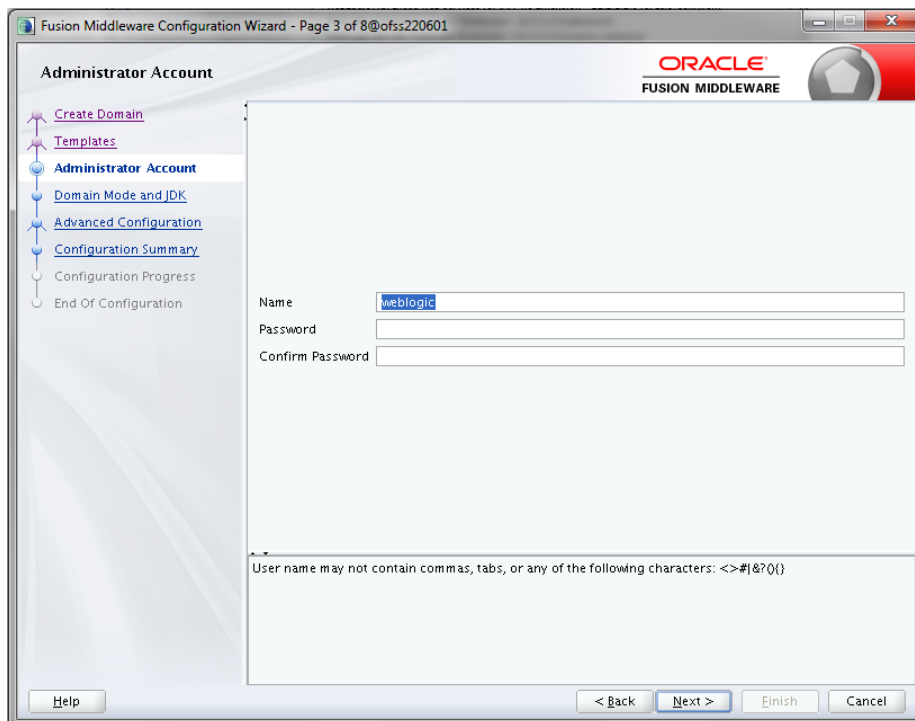 Fusion Middleware Configuration Wizard - Page 3 of 8@ofss220601
Administrator Account
ORACLE
FUSION MIDDLEWARE
Create Domain
Templates
Administrator Account
Domain Mode and JDK
Advanced Configuration
Configuration Summary
Configuration Progress
End Of Configuration
Name weblogic
Password
Confirm Password
User name may not contain commas, tabs, or any of the following characters: <>#|&?(){}
Help < Back Next > Finish Cancel